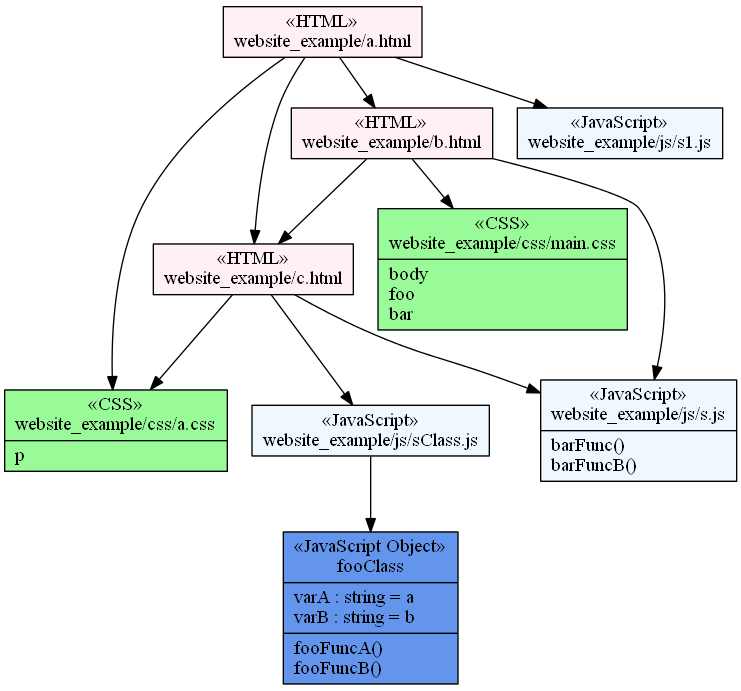 «HTML»
website_example/a.html
«HTML»
website_example/b.html
«JavaScript»
website_example/js/s1.js
«CSS»
website_example/css/main.css
body
foo
bar
«HTML»
website_example/c.html
«CSS»
website_example/css/a.css
p
«JavaScript»
website_example/js/sClass.js
«JavaScript»
website_example/js/s.js
barFunc()
barFuncB()
«JavaScript Object»
fooClass
varA : string = a
varB : string = b
fooFuncA()
fooFuncB()